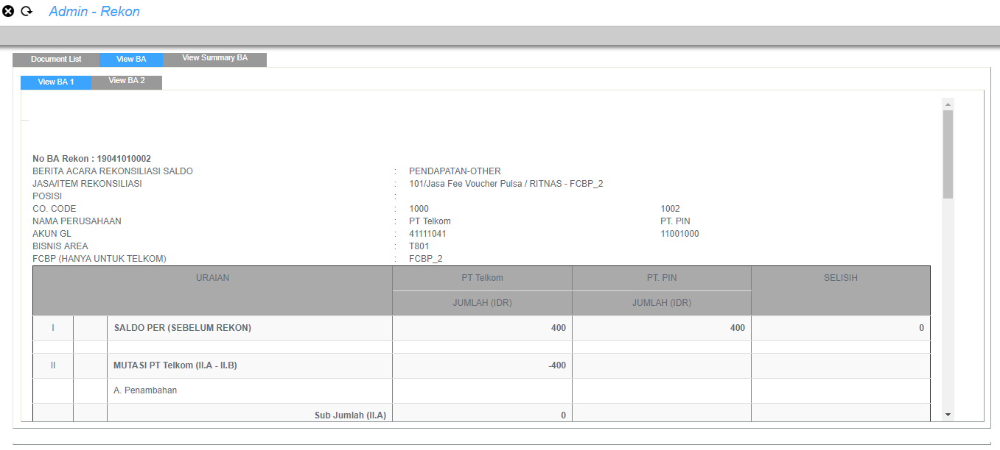 Admin - Rekon
Document List View BA View Summary BA
View BA 1 View BA 2
No BA Rekon : 19041010002
BERITA ACARA REKONSILIASI SALDO : PENDAPATAN-OTHER
JASA/ITEM REKONSILIASI : 101/Jasa Fee Voucher Pulsa / RITNAS - FCBP_2
POSISI :
CO. CODE : 1000 1002
NAMA PERUSAHAAN : PT Telkom PT. PIN
AKUN GL : 41111041 11001000
BISNIS AREA : T801
FCBP (HANYA UNTUK TELKOM) : FCBP_2
URAIAN PT Telkom PT. PIN SELISIH
JUMLAH (IDR) JUMLAH (IDR)
I SALDO PER (SEBELUM REKON) 400 400 0
II MUTASI PT Telkom (II.A - II.B) -400
A. Penambahan
Sub Jumlah (II.A) 0